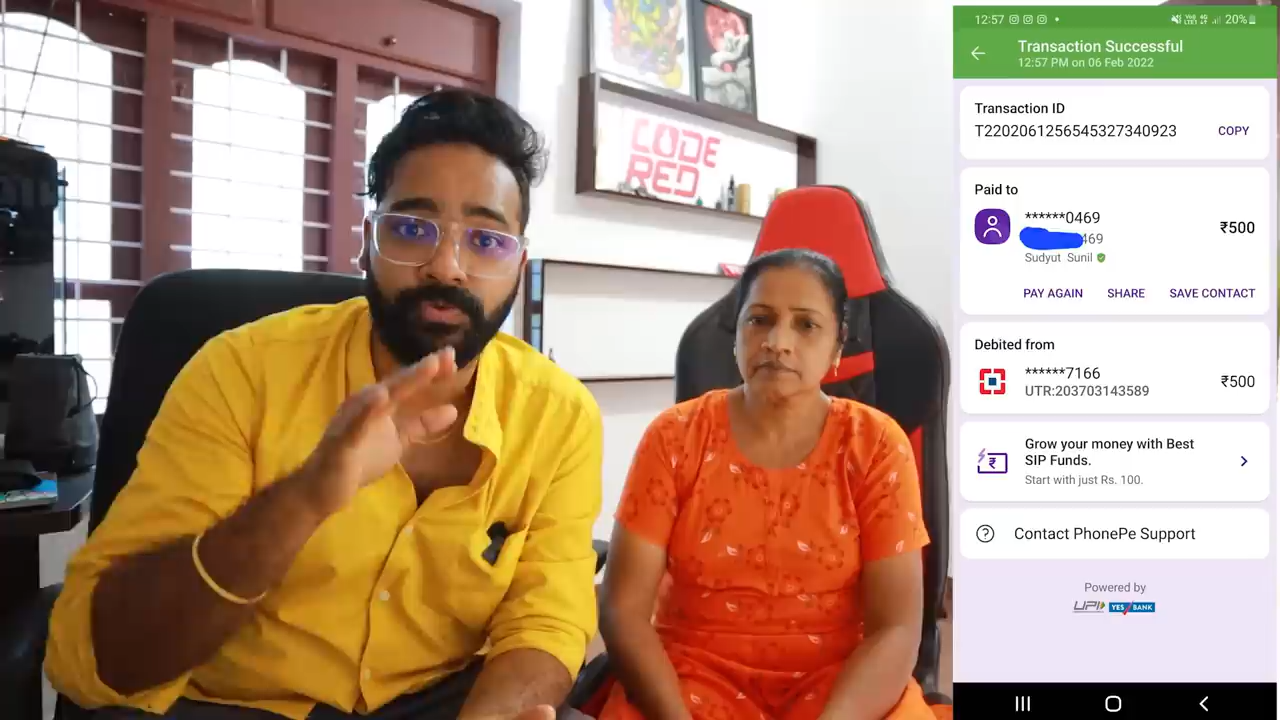 CODE
RED
12:57
20%
Transaction Successful
12:57 PM on 06 Feb 2022
Transaction ID
T2202061256545327340923
COPY
Paid to
******0469
₹500
469
Sudyut Sunil
PAY AGAIN
SHARE
SAVE CONTACT
Debited from
******7166
₹500
UTR:203703143589
Grow your money with Best
SIP Funds.
Start with just Rs. 100.
Contact PhonePe Support
Powered by
UPI
YES BANK